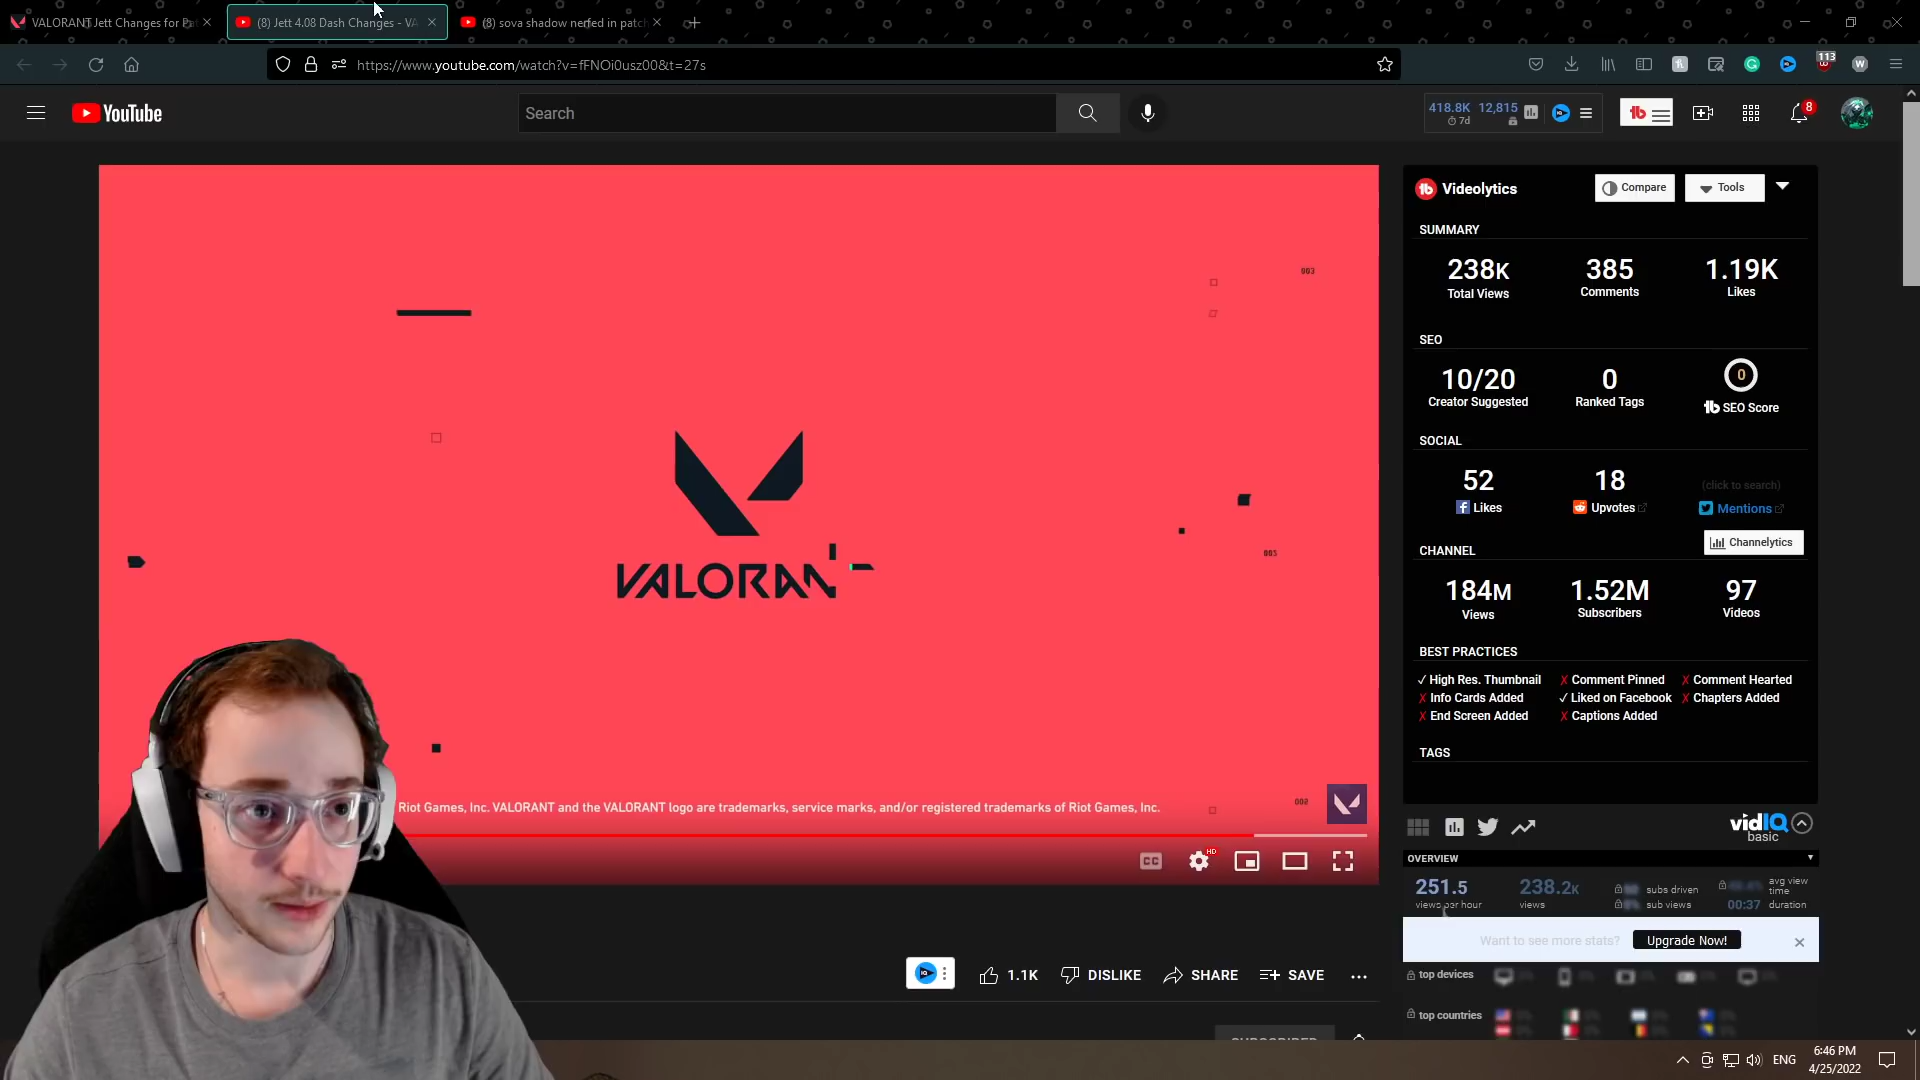 VALORANT Jett Changes for Pa
(8) Jett 4.08 Dash Changes - VA
(8) sova shadow nerfed in patch
https://www.youtube.com/watch?v=fFNOi0usz00&t=27s
113
YouTube
Search
418.8K 12,815
7d
8
003
VALORAN
005
Riot Games, Inc. VALORANT and the VALORANT logo are trademarks, service marks, and/or registered trademarks of Riot Games, Inc.
CC
HD
1.1K
DISLIKE
SHARE
SAVE
Videolytics
Compare
Tools
SUMMARY
238K 385 1.19K
Total Views Comments Likes
SEO
10/20 0 0
Creator Suggested Ranked Tags SEO Score
SOCIAL
52 18 (click to search)
Likes Upvotes Mentions
Channelytics
CHANNEL
184M 1.52M 97
Views Subscribers Videos
BEST PRACTICES
✓ High Res. Thumbnail ✗ Comment Pinned ✗ Comment Hearted
✗ Info Cards Added ✓ Liked on Facebook ✗ Chapters Added
✗ End Screen Added ✗ Captions Added
TAGS
vidIQ
basic
OVERVIEW
251.5 238.2K subs driven avg view time
views per hour views sub views 00:37 duration
Want to see more stats? Upgrade Now!
top devices
top countries
ENG
6:46 PM
4/25/2022